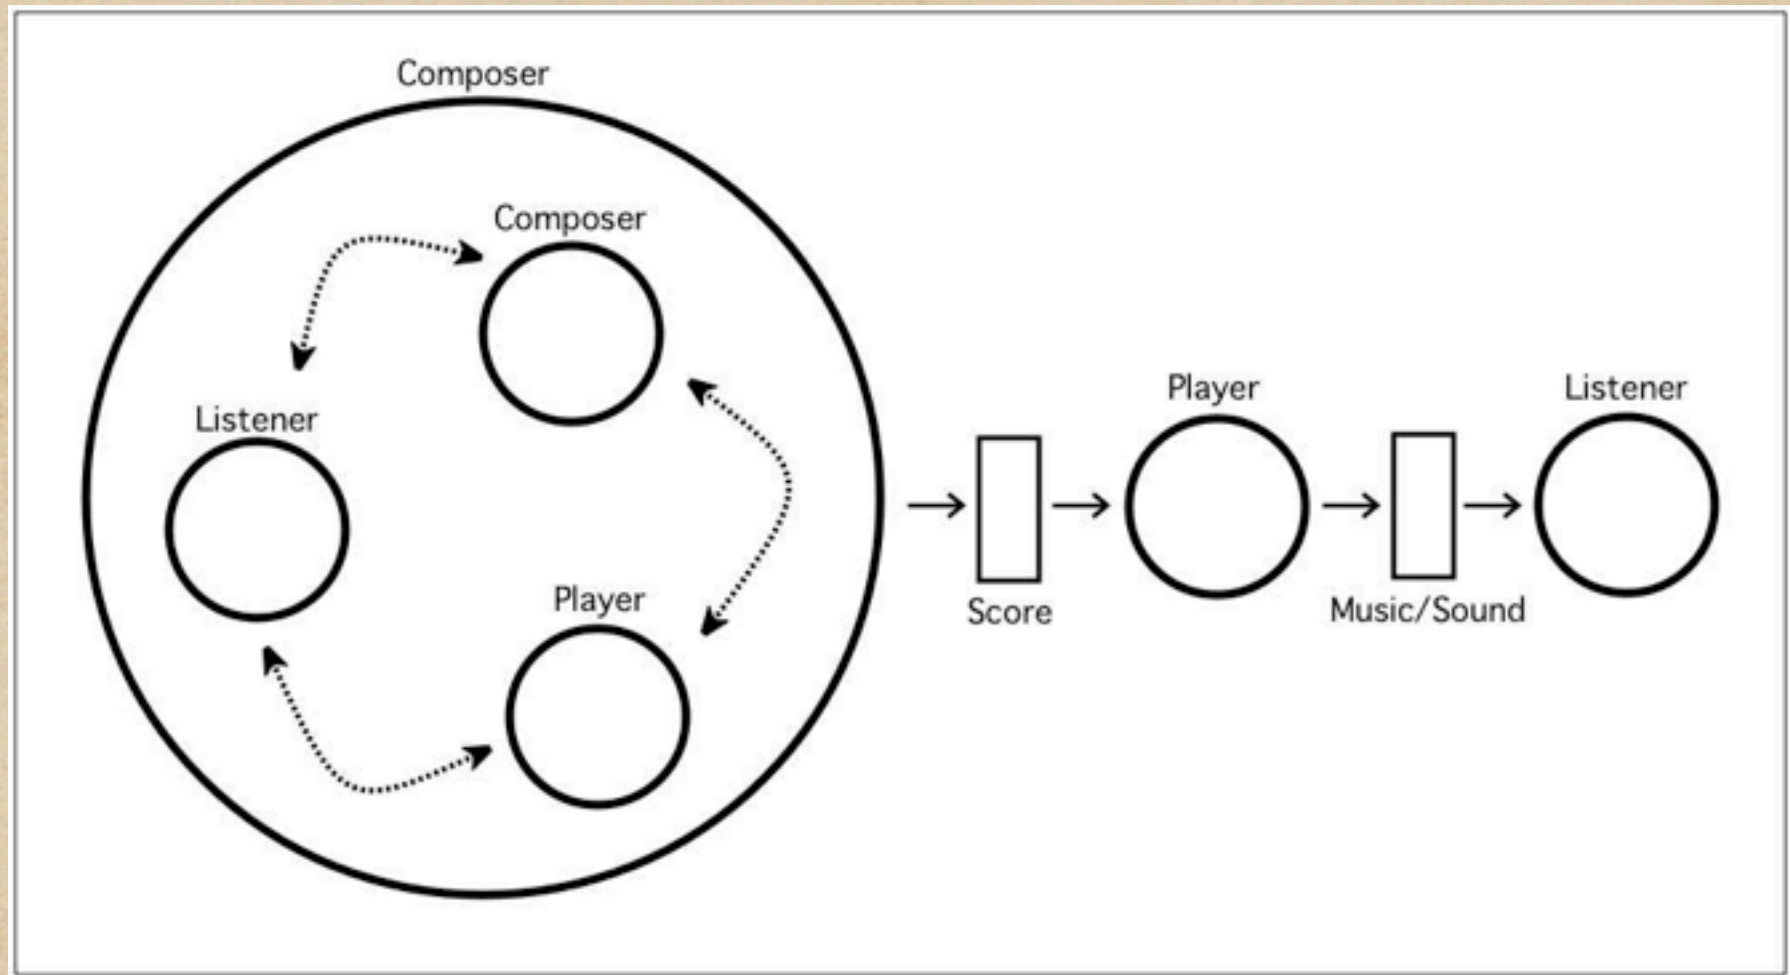 Composer
Composer
Listener
Player
Score
Player
Music/Sound
Listener